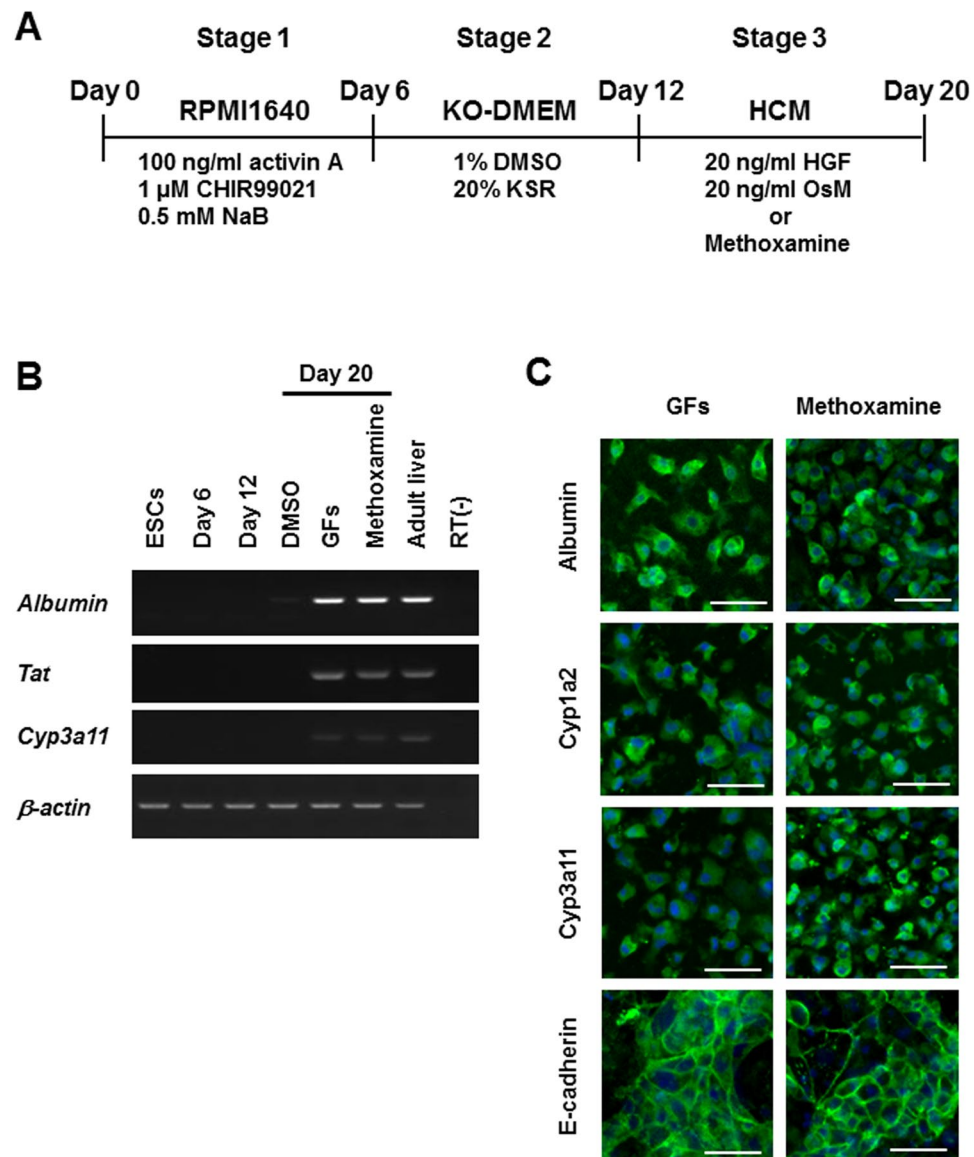 A
Stage 1 Stage 2 Stage 3
Day 0 Day 6 Day 12 Day 20
RPMI1640 KO-DMEM HCM
100 ng/ml activin A 1% DMSO 20 ng/ml HGF
1 µM CHIR99021 20% KSR 20 ng/ml OsM
0.5 mM NaB or
Methoxamine
B
Day 20
ESCs
Day 6
Day 12
DMSO
GFs
Methoxamine
Adult liver
RT(-)
Albumin
Tat
Cyp3a11
β-actin
C
GFs Methoxamine
Albumin
Cyp1a2
Cyp3a11
E-cadherin